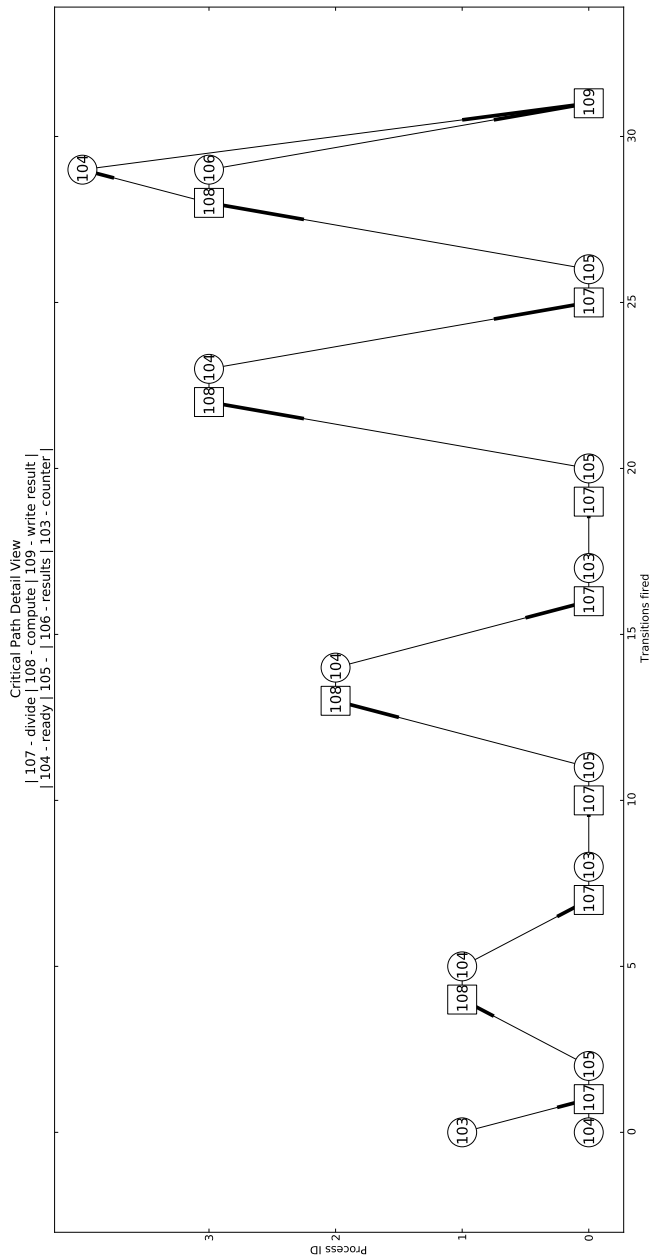 Critical Path Detail View
| 107 - divide | 108 - compute | 109 - write result |
| 104 - ready | 105 - | 106 - results | 103 - counter |
Process ID
104
3 108 104 108 106
2 108 104
1 103 108 104
0 104 107 105 107 103 107 105 107 103 107 105 107 105 109
0 5 10 15 20 25 30
Transitions fired